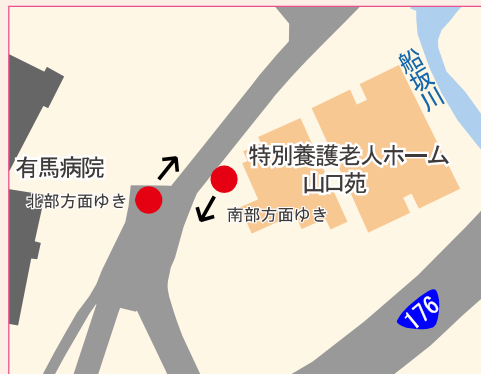 船坂川
特別養護老人ホーム
山口苑
有馬病院
北部方面ゆき
南部方面ゆき
176